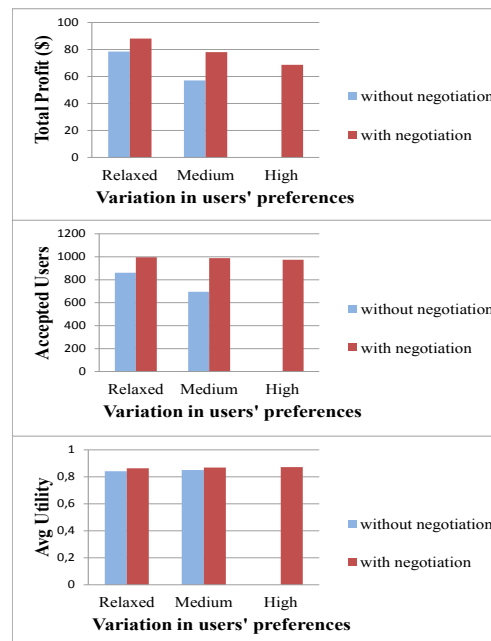 Total Profit ($)
100
80
60
40
20
0
Relaxed Medium High
Variation in users' preferences
without negotiation
with negotiation
Accepted Users
1200
1000
800
600
400
200
0
Relaxed Medium High
Variation in users' preferences
without negotiation
with negotiation
Avg Utility
1
0,8
0,6
0,4
0,2
0
Relaxed Medium High
Variation in users' preferences
without negotiation
with negotiation